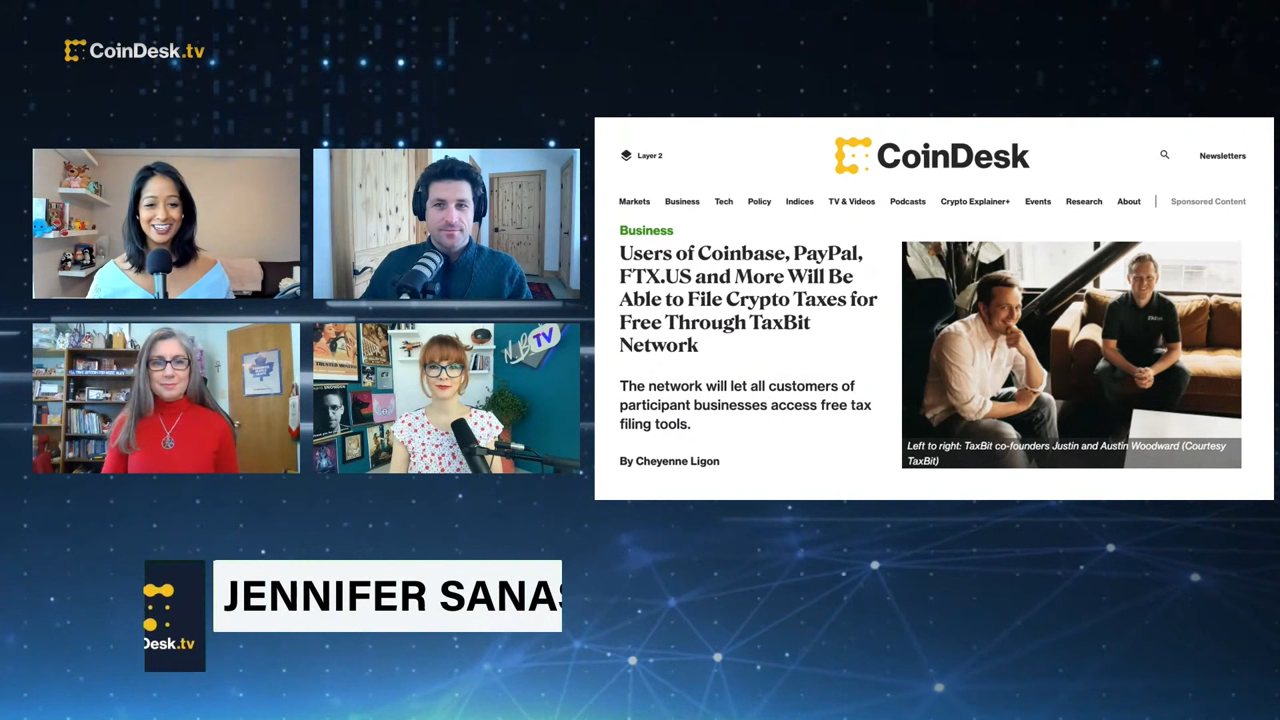 CoinDesk.tv
Layer 2
CoinDesk
Newsletters
Markets Business Tech Policy Indices TV & Videos Podcasts Crypto Explainer+ Events Research About Sponsored Content
Business
Users of Coinbase, PayPal,
FTX.US and More Will Be
Able to File Crypto Taxes for
Free Through TaxBit
Network
The network will let all customers of
participant businesses access free tax
filing tools.
By Cheyenne Ligon
Left to right: TaxBit co-founders Justin and Austin Woodward (Courtesy
TaxBit)
NBTV
JENNIFER SANAS
Desk.tv